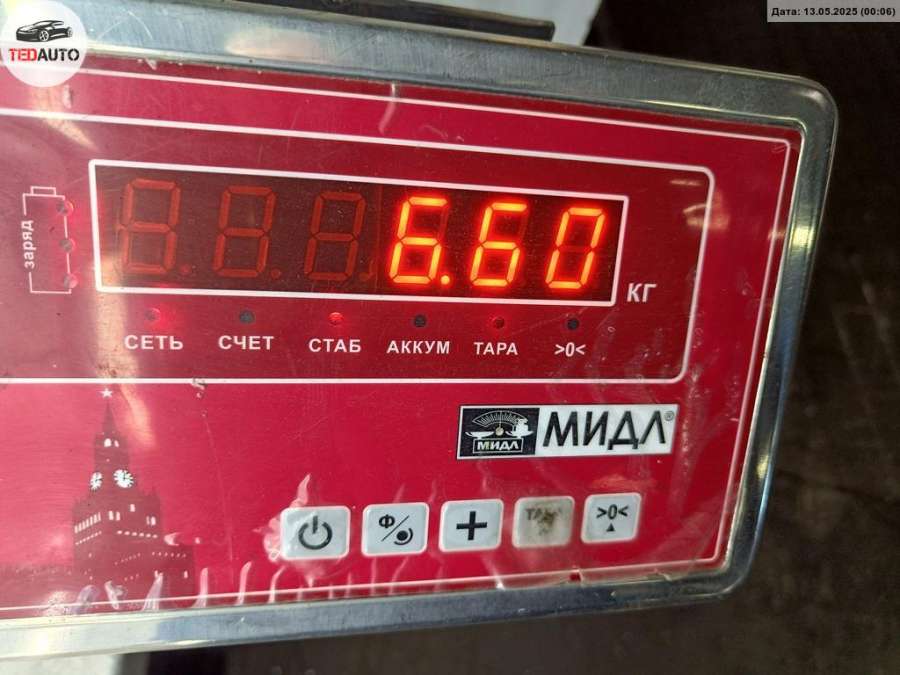 Дата: 13.05.2025 (00:06)
TEDAUTO
заряд
6.60
КГ
СЕТЬ СЧЕТ СТАБ АККУМ ТАРА >0<
МИДЛ МИДЛ®
Ф + ТАРА >0<